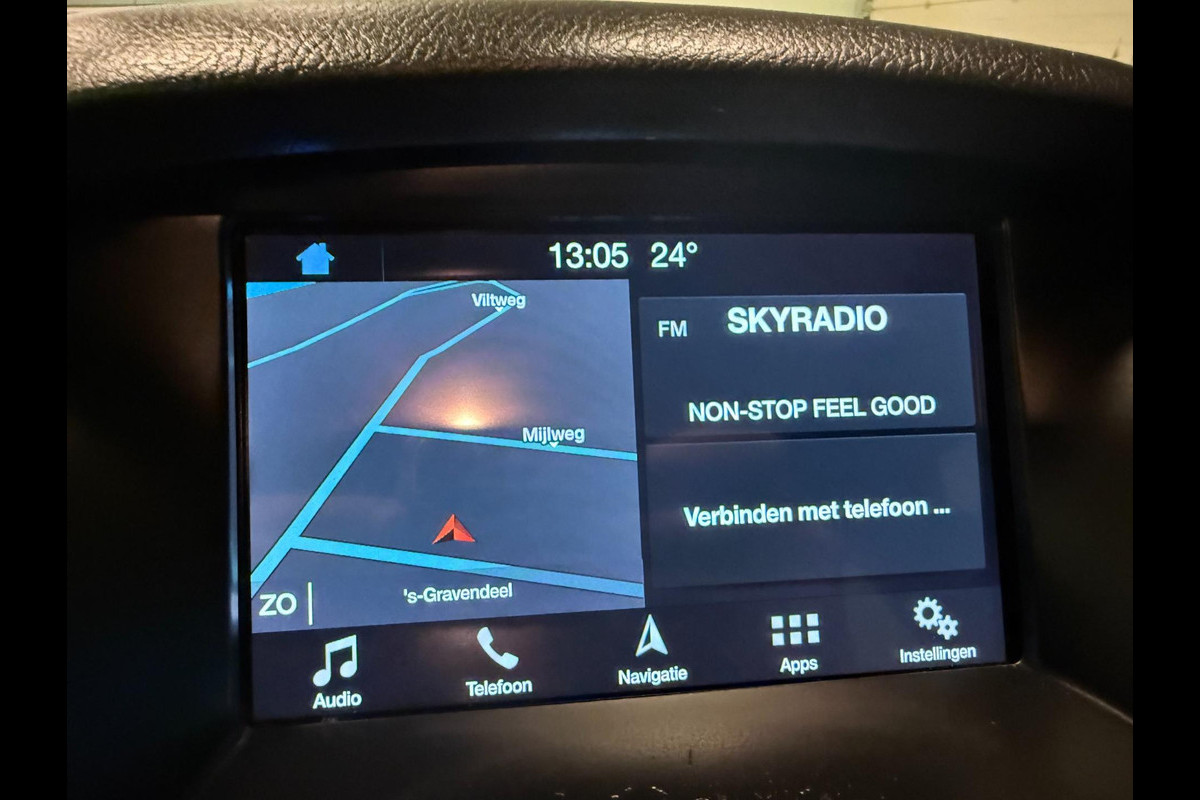 13:05 24°
Viltweg
Mijlweg
's-Gravendeel
ZO
FM SKYRADIO
NON-STOP FEEL GOOD
Verbinden met telefoon ...
Audio
Telefoon
Navigatie
Apps
Instellingen